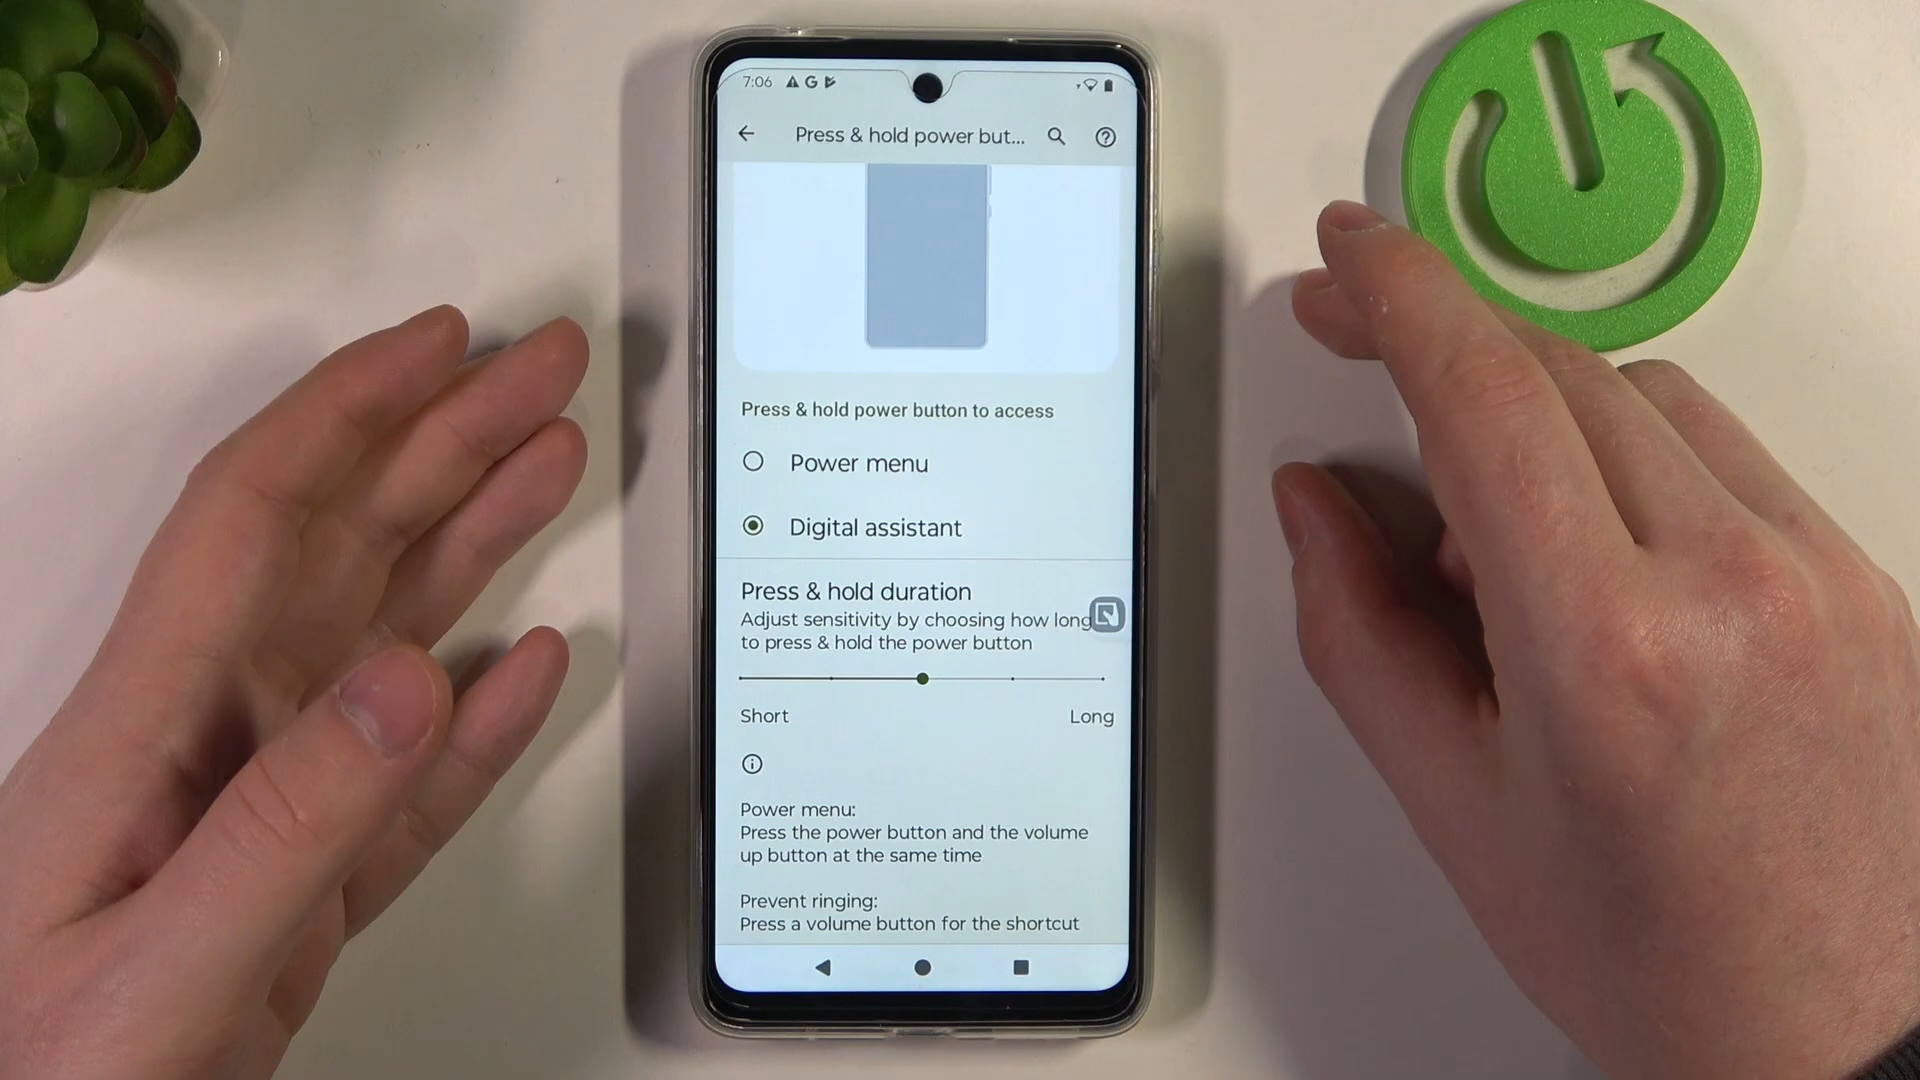 7:06
Press & hold power but...
Press & hold power button to access
Power menu
Digital assistant
Press & hold duration
Adjust sensitivity by choosing how long
to press & hold the power button
Short
Long
Power menu:
Press the power button and the volume
up button at the same time
Prevent ringing:
Press a volume button for the shortcut